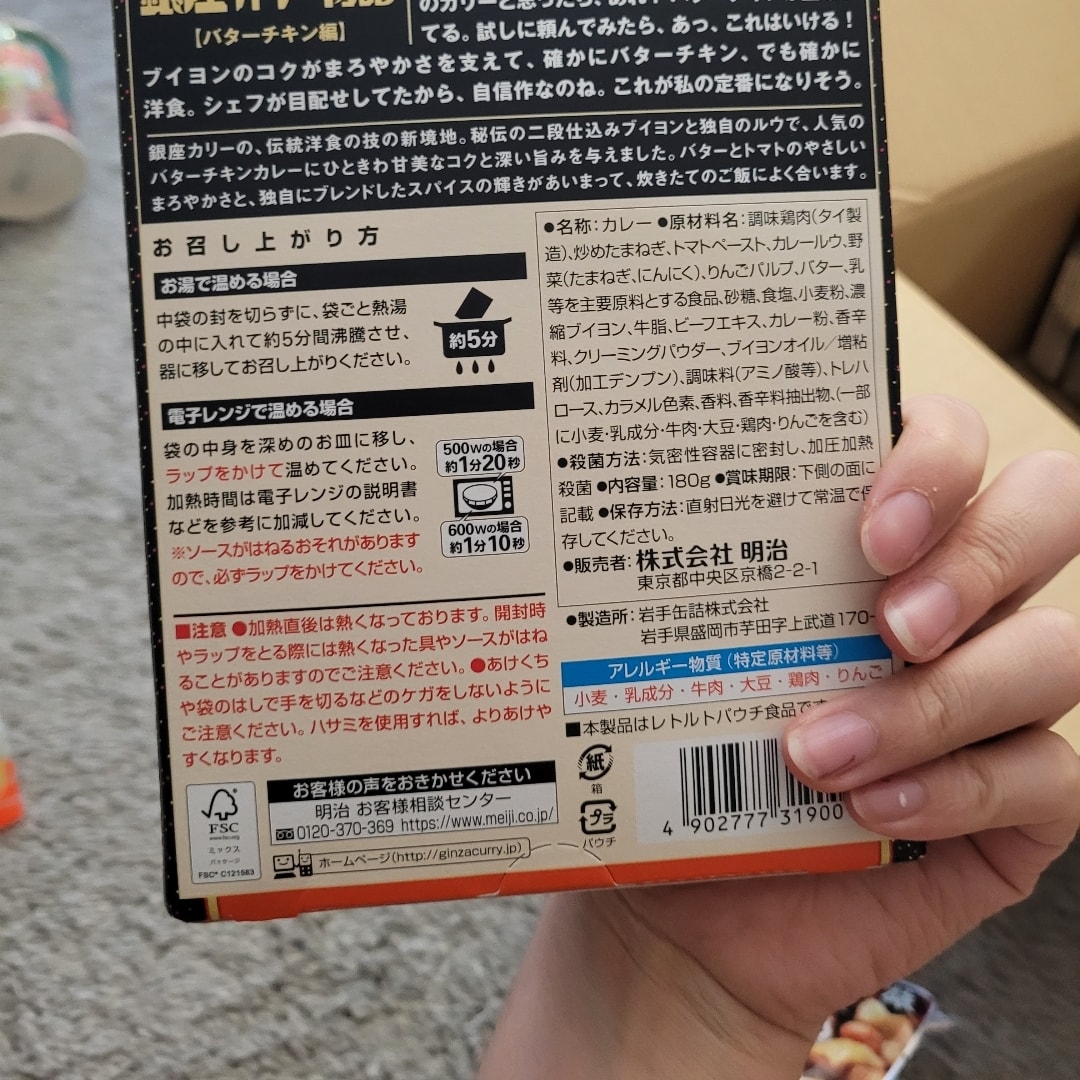 【バターチキン編】
てる。試しに頼んでみたら、あっ、これはいける！
ブイヨンのコクがまろやかさを支えて、確かにバターチキン、でも確かに
洋食。シェフが目配せしてたから、自信作なのね。これが私の定番になりそう。
銀座カリーの、伝統洋食の技の新境地。秘伝の二段仕込みブイヨンと独自のルウで、人気の
バターチキンカレーにひときわ甘美なコクと深い旨みを与えました。バターとトマトのやさしい
まろやかさと、独自にブレンドしたスパイスの輝きがあいまって、炊きたてのご飯によく合います。
お召し上がり方
お湯で温める場合
中袋の封を切らずに、袋ごと熱湯
の中に入れて約5分間沸騰させ、
器に移してお召し上がりください。
約5分
電子レンジで温める場合
袋の中身を深めのお皿に移し、
ラップをかけて温めてください。
加熱時間は電子レンジの説明書
などを参考に加減してください。
※ソースがはねるおそれがあります
ので、必ずラップをかけてください。
500Wの場合
約1分20秒
600Wの場合
約1分10秒
■注意 ●加熱直後は熱くなっております。開封時
やラップをとる際には熱くなった具やソースがはね
ることがありますのでご注意ください。●あけくち
や袋のはしで手を切るなどのケガをしないように
ご注意ください。ハサミを使用すれば、よりあけや
すくなります。
●名称：カレー ●原材料名：調味鶏肉（タイ製
造）、炒めたまねぎ、トマトペースト、カレールウ、野
菜（たまねぎ、にんにく）、りんごパルプ、バター、乳
等を主要原料とする食品、砂糖、食塩、小麦粉、濃
縮ブイヨン、牛脂、ビーフエキス、カレー粉、香辛
料、クリーミングパウダー、ブイヨンオイル／増粘
剤（加工デンプン）、調味料（アミノ酸等）、トレハ
ロース、カラメル色素、香料、香辛料抽出物、（一部
に小麦・乳成分・牛肉・大豆・鶏肉・りんごを含む）
●殺菌方法：気密性容器に密封し、加圧加熱
殺菌 ●内容量：180g ●賞味期限：下側の面に
記載 ●保存方法：直射日光を避けて常温で保
存してください。
●販売者：株式会社 明治
東京都中央区京橋2-2-1
●製造所：岩手缶詰株式会社
岩手県盛岡市芋田字上武道170-
アレルギー物質（特定原材料等）
小麦・乳成分・牛肉・大豆・鶏肉・りんご
■本製品はレトルトパウチ食品で
紙
箱
プラ
パウチ
4 902777 31900
FSC
www.fsc.org
ミックス
パッケージ
FSC® C121583
お客様の声をおきかせください
明治 お客様相談センター
0120-370-369 https://www.meiji.co.jp/
ホームページ（http://ginzacurry.jp/）